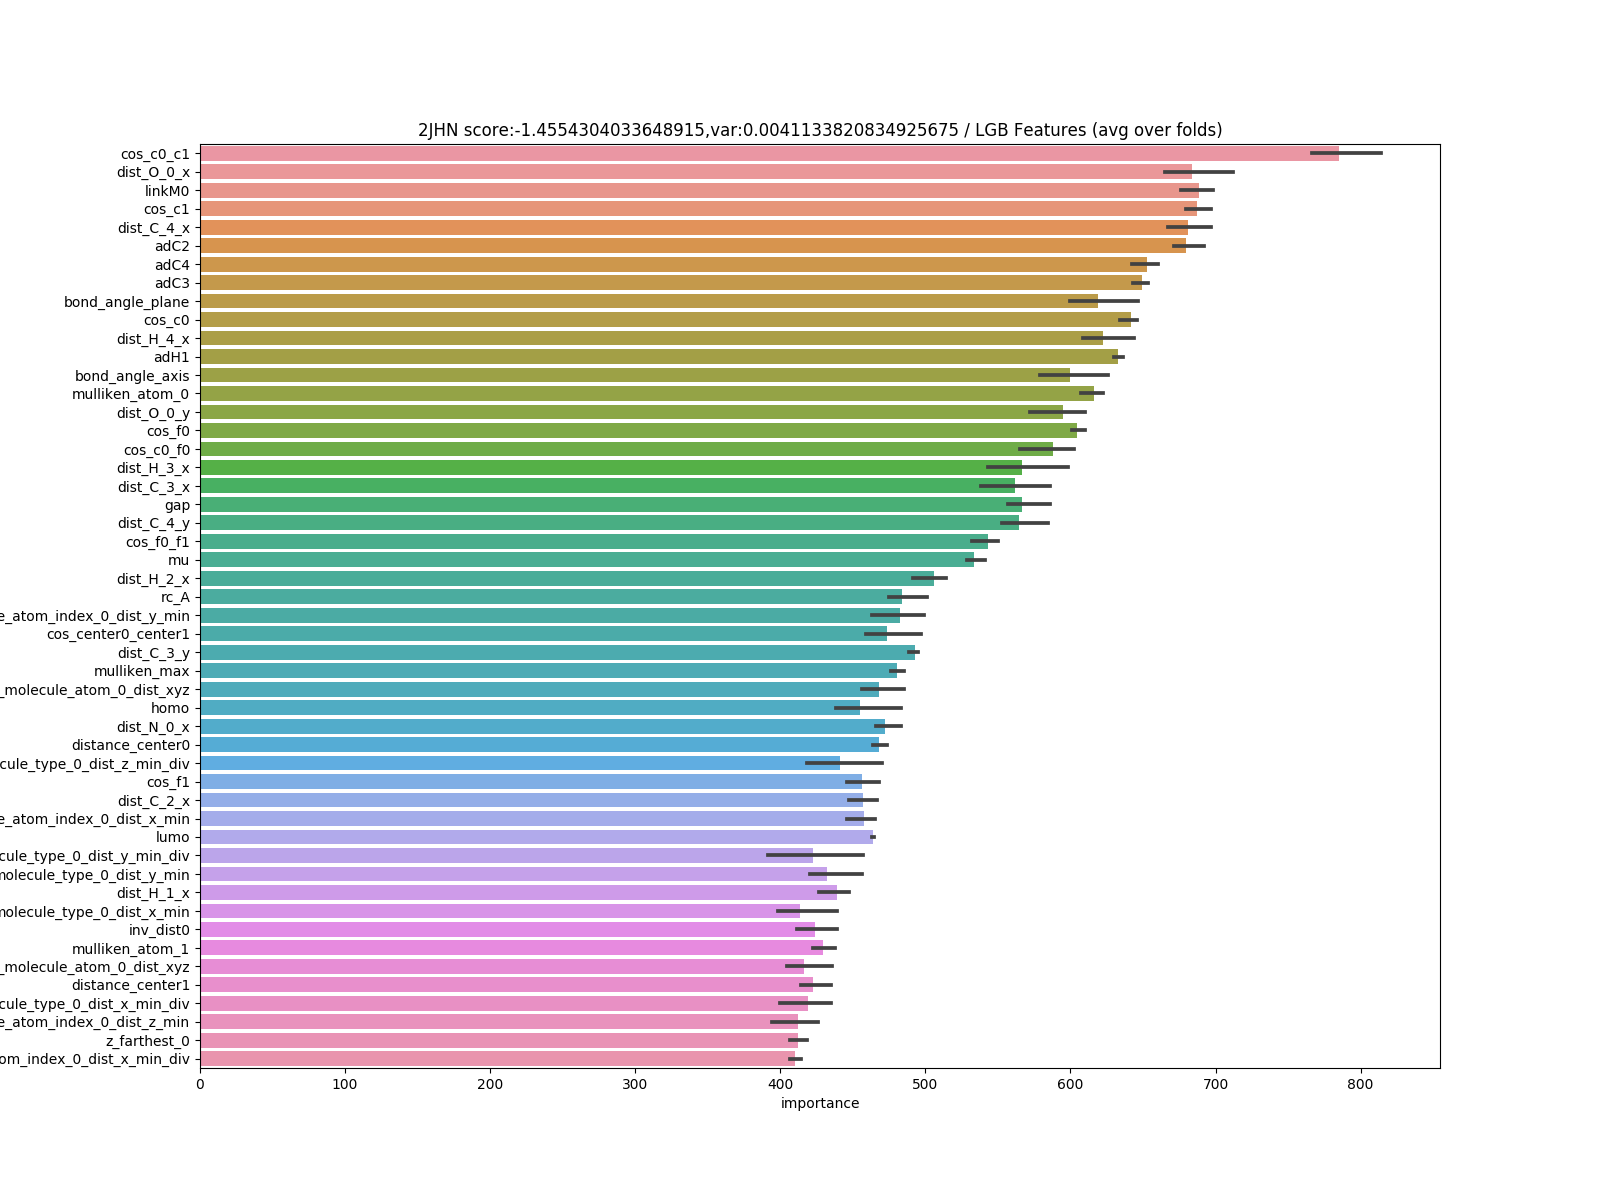 2JHN score:-1.4554304033648915,var:0.0041133820834925675 / LGB Features (avg over folds)
cos_c0_c1
dist_O_0_x
linkM0
cos_c1
dist_C_4_x
adC2
adC4
adC3
bond_angle_plane
cos_c0
dist_H_4_x
adH1
bond_angle_axis
mulliken_atom_0
dist_O_0_y
cos_f0
cos_c0_f0
dist_H_3_x
dist_C_3_x
gap
dist_C_4_y
cos_f0_f1
mu
dist_H_2_x
rc_A
e_atom_index_0_dist_y_min
cos_center0_center1
dist_C_3_y
mulliken_max
_molecule_atom_0_dist_xyz
homo
dist_N_0_x
distance_center0
cule_type_0_dist_z_min_div
cos_f1
dist_C_2_x
e_atom_index_0_dist_x_min
lumo
cule_type_0_dist_y_min_div
molecule_type_0_dist_y_min
dist_H_1_x
molecule_type_0_dist_x_min
inv_dist0
mulliken_atom_1
_molecule_atom_0_dist_xyz
distance_center1
cule_type_0_dist_x_min_div
e_atom_index_0_dist_z_min
z_farthest_0
om_index_0_dist_x_min_div
0 100 200 300 400 500 600 700 800
importance